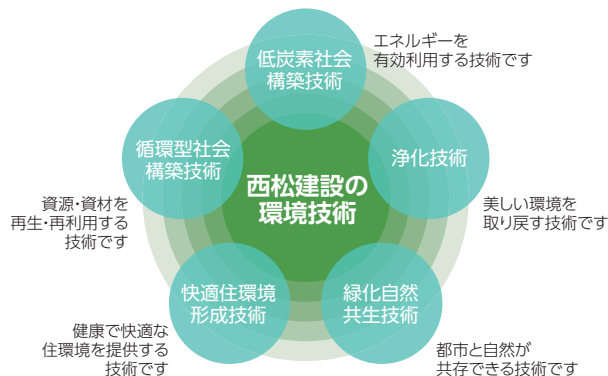 低炭素社会
構築技術
エネルギーを
有効利用する技術です
浄化技術
美しい環境を
取り戻す技術です
緑化自然
共生技術
都市と自然が
共存できる技術です
快適住環境
形成技術
健康で快適な
住環境を提供する
技術です
循環型社会
構築技術
資源・資材を
再生・再利用する
技術です
西松建設の
環境技術